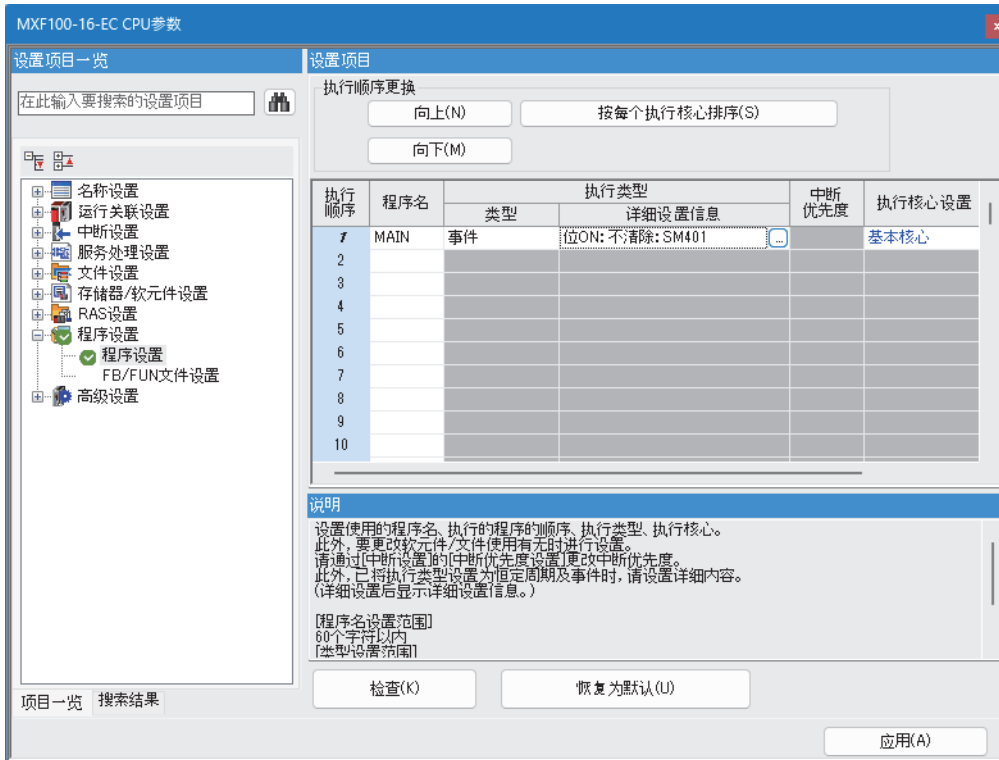 MXF100-16-EC CPU参数
设置项目一览
在此输入要搜索的设置项目
名称设置
运行关联设置
中断设置
服务处理设置
文件设置
存储器/软元件设置
RAS设置
程序设置
程序设置
FB/FUN文件设置
高级设置
项目一览 搜索结果
设置项目
执行顺序更换
向上(N) 按每个执行核心排序(S)
向下(M)
执行顺序 程序名 执行类型 中断优先度 执行核心设置
类型 详细设置信息
1 MAIN 事件 位ON:不清除:SM401 ... 基本核心
2
3
4
5
6
7
8
9
10
说明
设置使用的程序名、执行的程序的顺序、执行类型、执行核心。
此外,要更改软元件/文件使用有无时进行设置。
请通过[中断设置]的[中断优先度设置]更改中断优先度。
此外,已将执行类型设置为恒定周期及事件时,请设置详细内容。
(详细设置后显示详细设置信息。)
[程序名设置范围]
60个字符以内
[类型设置范围]
检查(K) 恢复为默认(U)
应用(A)